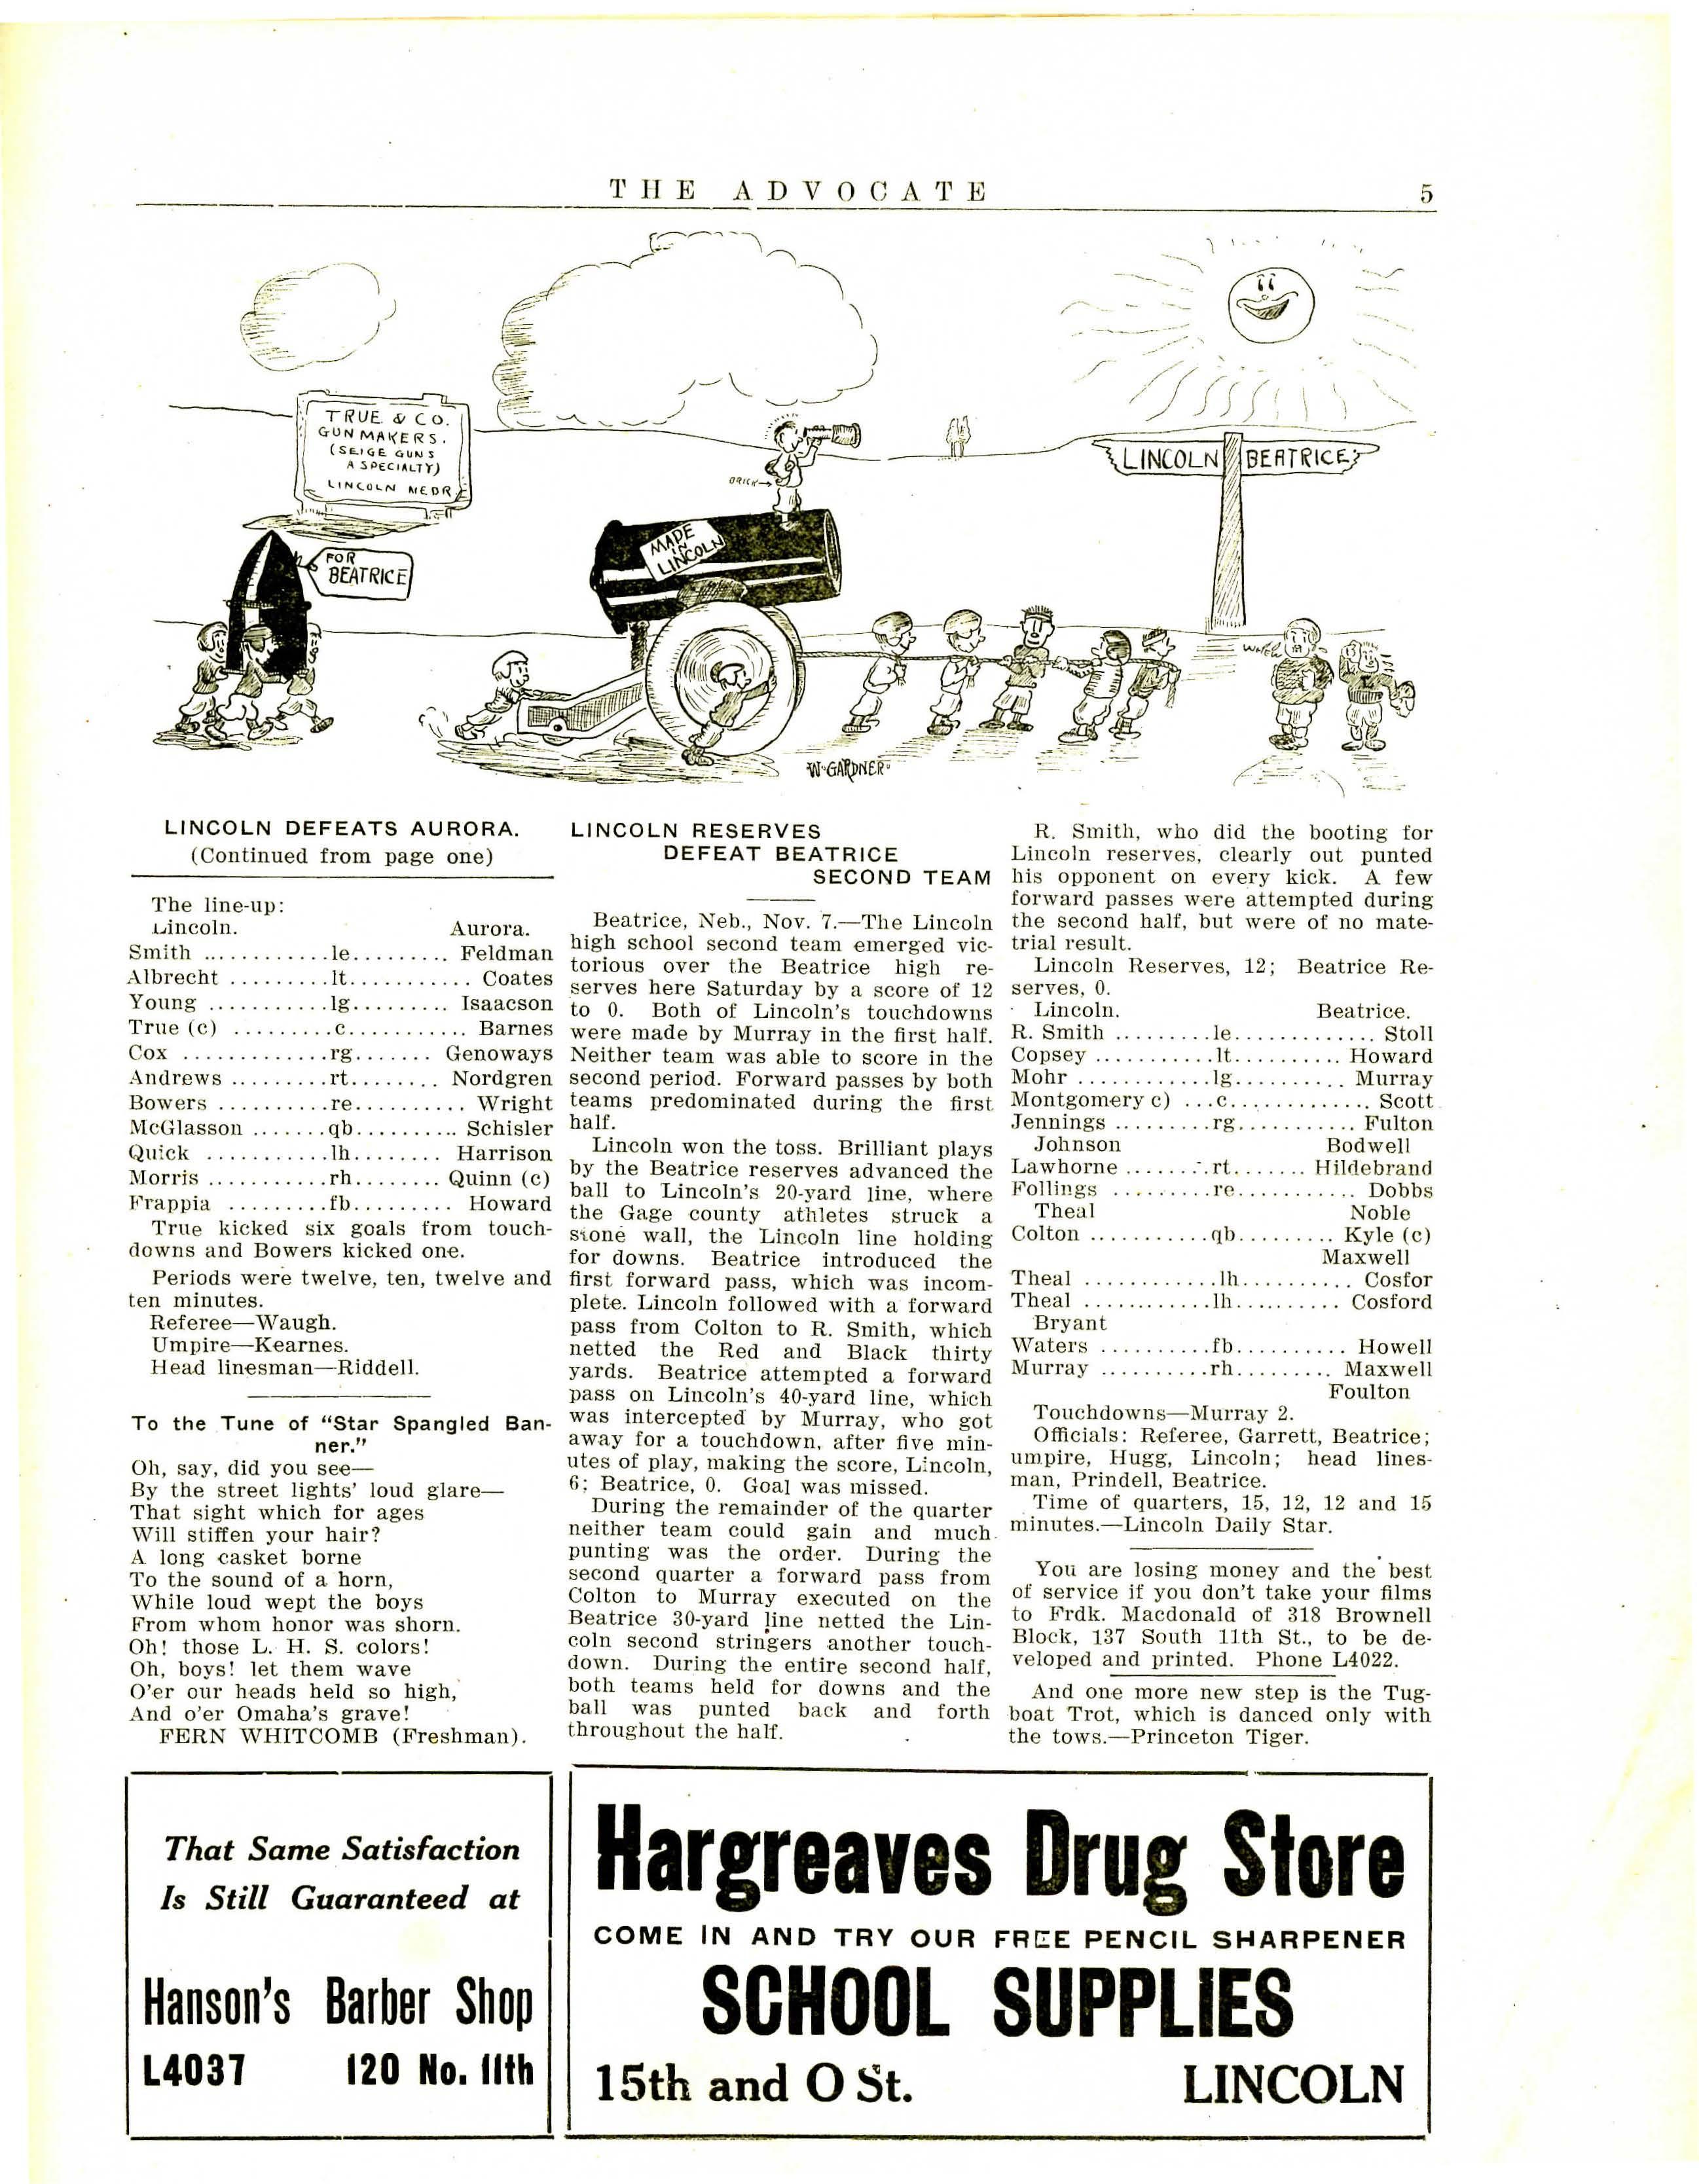 THE ADVOCATE 5
TRUE & CO.
GUN MAKERS.
(SEIGE GUNS
A SPECIALTY)
LINCOLN NEBR
FOR
BEATRICE
MADE
IN
LINCOLN
LINCOLN BEATRICE
"W. GARDNER"
LINCOLN DEFEATS AURORA.
(Continued from page one)
The line-up:
Lincoln. Aurora.
Smith ............le......... Feldman
Albrecht .........lt............ Coates
Young ...........lg......... Isaacson
True (c) .........c............ Barnes
Cox .............rg....... Genoways
Andrews .........rt........ Nordgren
Bowers ..........re.......... Wright
McGlasson .......qb.......... Schisler
Quick ...........lh........ Harrison
Morris ...........rh........ Quinn (c)
Frappia .........fb......... Howard
True kicked six goals from touch-
downs and Bowers kicked one.
Periods were twelve, ten, twelve and
ten minutes.
Referee—Waugh.
Umpire—Kearnes.
Head linesman—Riddell.
To the Tune of "Star Spangled Ban-
ner."
Oh, say, did you see—
By the street lights' loud glare—
That sight which for ages
Will stiffen your hair?
A long casket borne
To the sound of a horn,
While loud wept the boys
From whom honor was shorn.
Oh! those L. H. S. colors!
Oh, boys! let them wave
O'er our heads held so high,
And o'er Omaha's grave!
FERN WHITCOMB (Freshman).
LINCOLN RESERVES
DEFEAT BEATRICE
SECOND TEAM
Beatrice, Neb., Nov. 7.—The Lincoln
high school second team emerged vic-
torious over the Beatrice high re-
serves here Saturday by a score of 12
to 0. Both of Lincoln's touchdowns
were made by Murray in the first half.
Neither team was able to score in the
second period. Forward passes by both
teams predominated during the first
half.
Lincoln won the toss. Brilliant plays
by the Beatrice reserves advanced the
ball to Lincoln's 20-yard line, where
the Gage county athletes struck a
stone wall, the Lincoln line holding
for downs. Beatrice introduced the
first forward pass, which was incom-
plete. Lincoln followed with a forward
pass from Colton to R. Smith, which
netted the Red and Black thirty
yards. Beatrice attempted a forward
pass on Lincoln's 40-yard line, which
was intercepted by Murray, who got
away for a touchdown, after five min-
utes of play, making the score, Lincoln,
6; Beatrice, 0. Goal was missed.
During the remainder of the quarter
neither team could gain and much
punting was the order. During the
second quarter a forward pass from
Colton to Murray executed on the
Beatrice 30-yard line netted the Lin-
coln second stringers another touch-
down. During the entire second half,
both teams held for downs and the
ball was punted back and forth
throughout the half.
R. Smith, who did the booting for
Lincoln reserves, clearly out punted
his opponent on every kick. A few
forward passes were attempted during
the second half, but were of no mate-
trial result.
Lincoln Reserves, 12; Beatrice Re-
serves, 0.
Lincoln. Beatrice.
R. Smith .........le............. Stoll
Copsey ...........lt.......... Howard
Mohr ............lg.......... Murray
Montgomery c) ...c............. Scott
Jennings .........rg........... Fulton
Johnson Bodwell
Lawhorne ........rt....... Hildebrand
Follings .........re............ Dobbs
Theal Noble
Colton ...........qb......... Kyle (c)
Maxwell
Theal ............lh.......... Cosfor
Theal ............lh.......... Cosford
Bryant
Waters ..........fb.......... Howell
Murray ..........rh......... Maxwell
Foulton
Touchdowns—Murray 2.
Officials: Referee, Garrett, Beatrice;
umpire, Hugg, Lincoln; head lines-
man, Prindell, Beatrice.
Time of quarters, 15, 12, 12 and 15
minutes.—Lincoln Daily Star.
You are losing money and the best
of service if you don't take your films
to Frdk. Macdonald of 318 Brownell
Block, 137 South 11th St., to be de-
veloped and printed. Phone L4022.
And one more new step is the Tug-
boat Trot, which is danced only with
the tows.—Princeton Tiger.
That Same Satisfaction
Is Still Guaranteed at
Hanson's Barber Shop
L4037 120 No. 11th
Hargreaves Drug Store
COME IN AND TRY OUR FREE PENCIL SHARPENER
SCHOOL SUPPLIES
15th and O St. LINCOLN